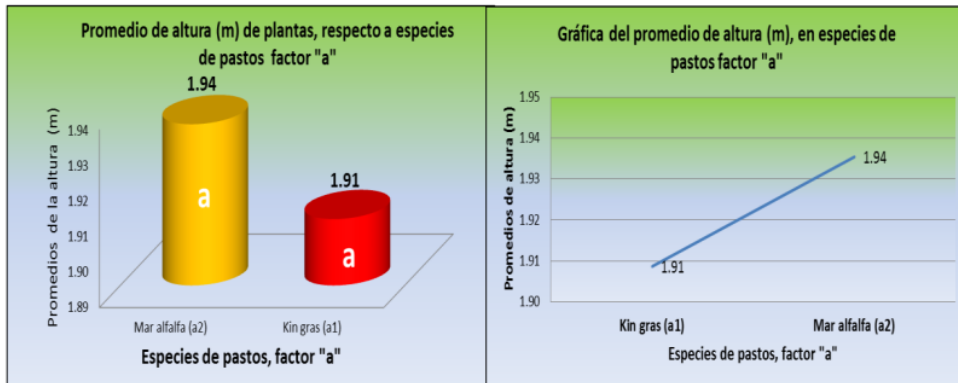 Promedio de altura (m) de plantas, respecto a especies
de pastos factor "a"
1.94
1.91
a
a
Promedios de la altura (m)
1.94
1.93
1.92
1.91
1.90
1.89
Mar alfalfa (a2)
Kin gras (a1)
Especies de pastos, factor "a"
Gráfica del promedio de altura (m), en especies de
pastos factor "a"
Promedios de altura (m)
1.95
1.94
1.93
1.92
1.91
1.90
1.94
1.91
Kin gras (a1)
Mar alfalfa (a2)
Especies de pastos, factor "a"